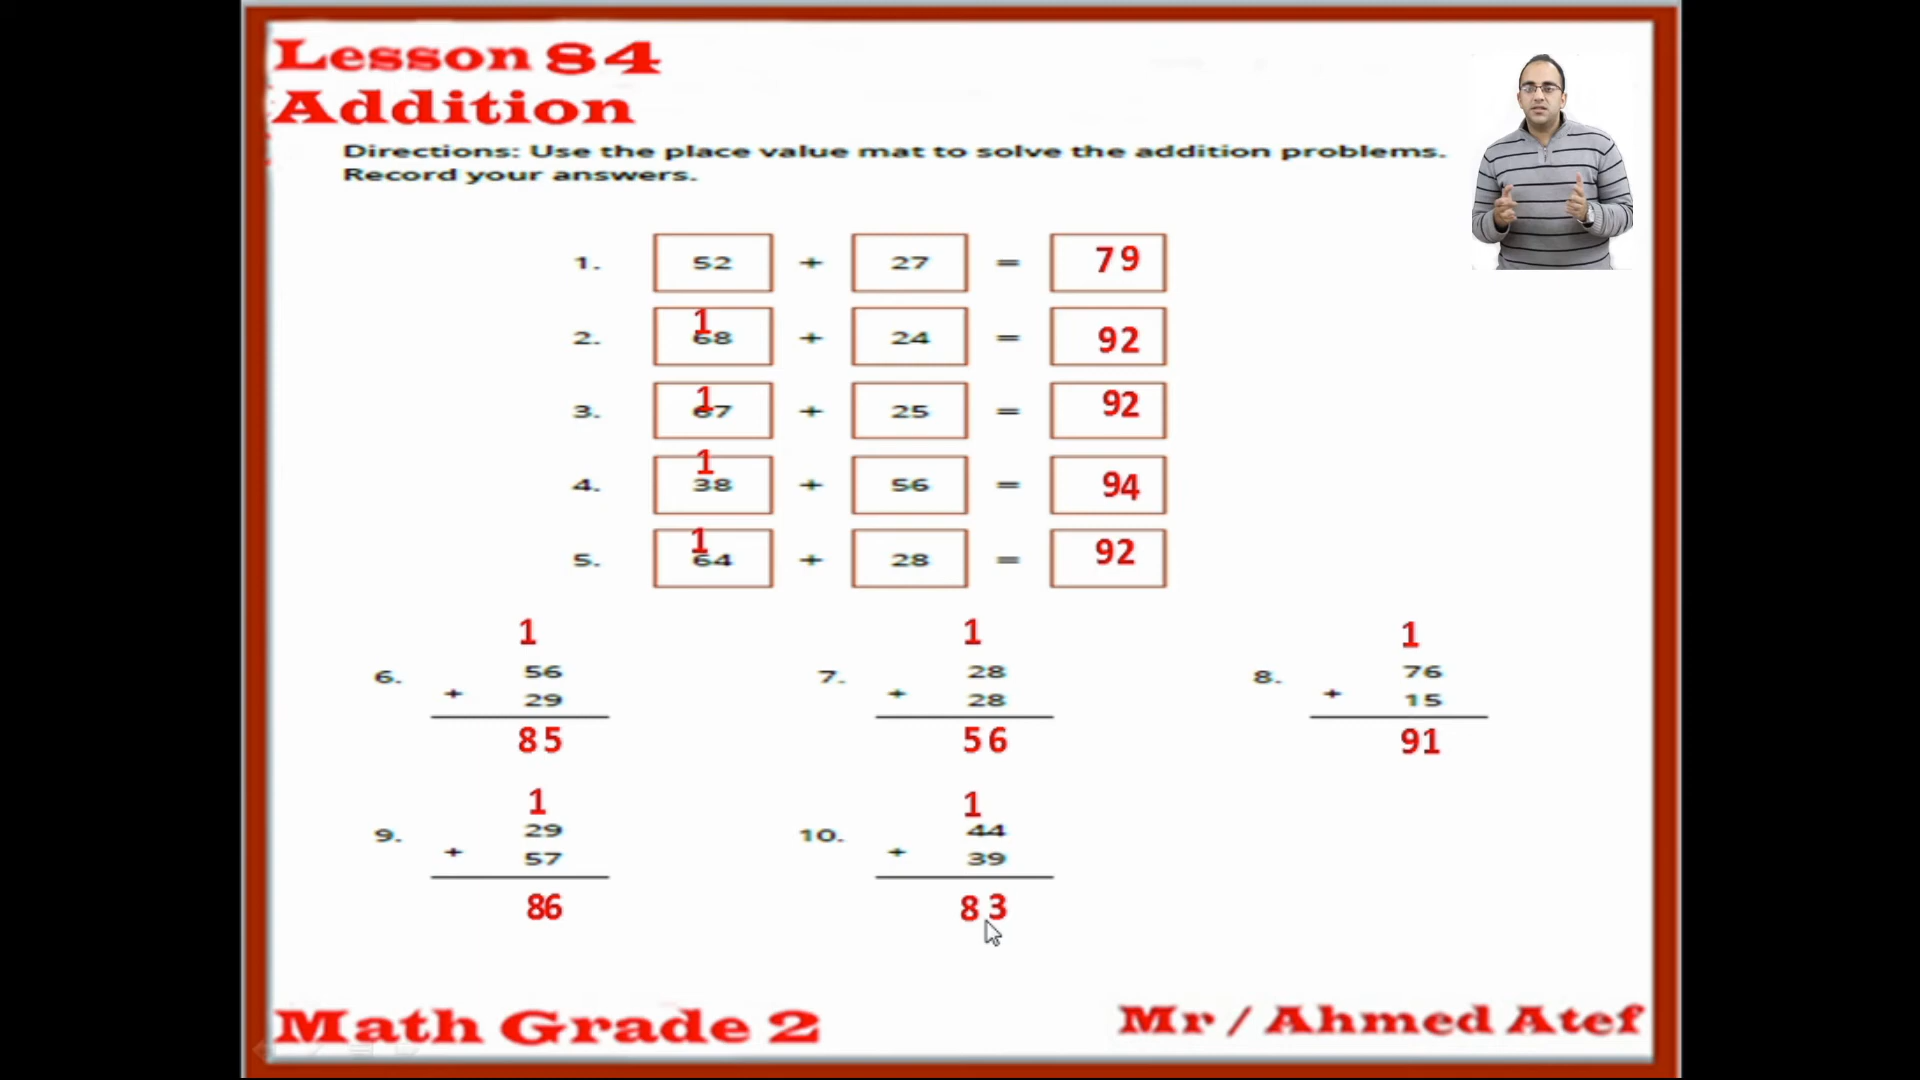 Lesson 84
Addition
Directions: Use the place value mat to solve the addition problems.
Record your answers.
1. 52 + 27 = 79
1
2. 68 + 24 = 92
1
3. 67 + 25 = 92
1
4. 38 + 56 = 94
1
5. 64 + 28 = 92
1 1 1
6. 56 7. 28 8. 76
+ 29 + 28 + 15
85 56 91
1 1
9. 29 10. 44
+ 57 + 39
86 83
Math Grade 2 Mr / Ahmed Atef